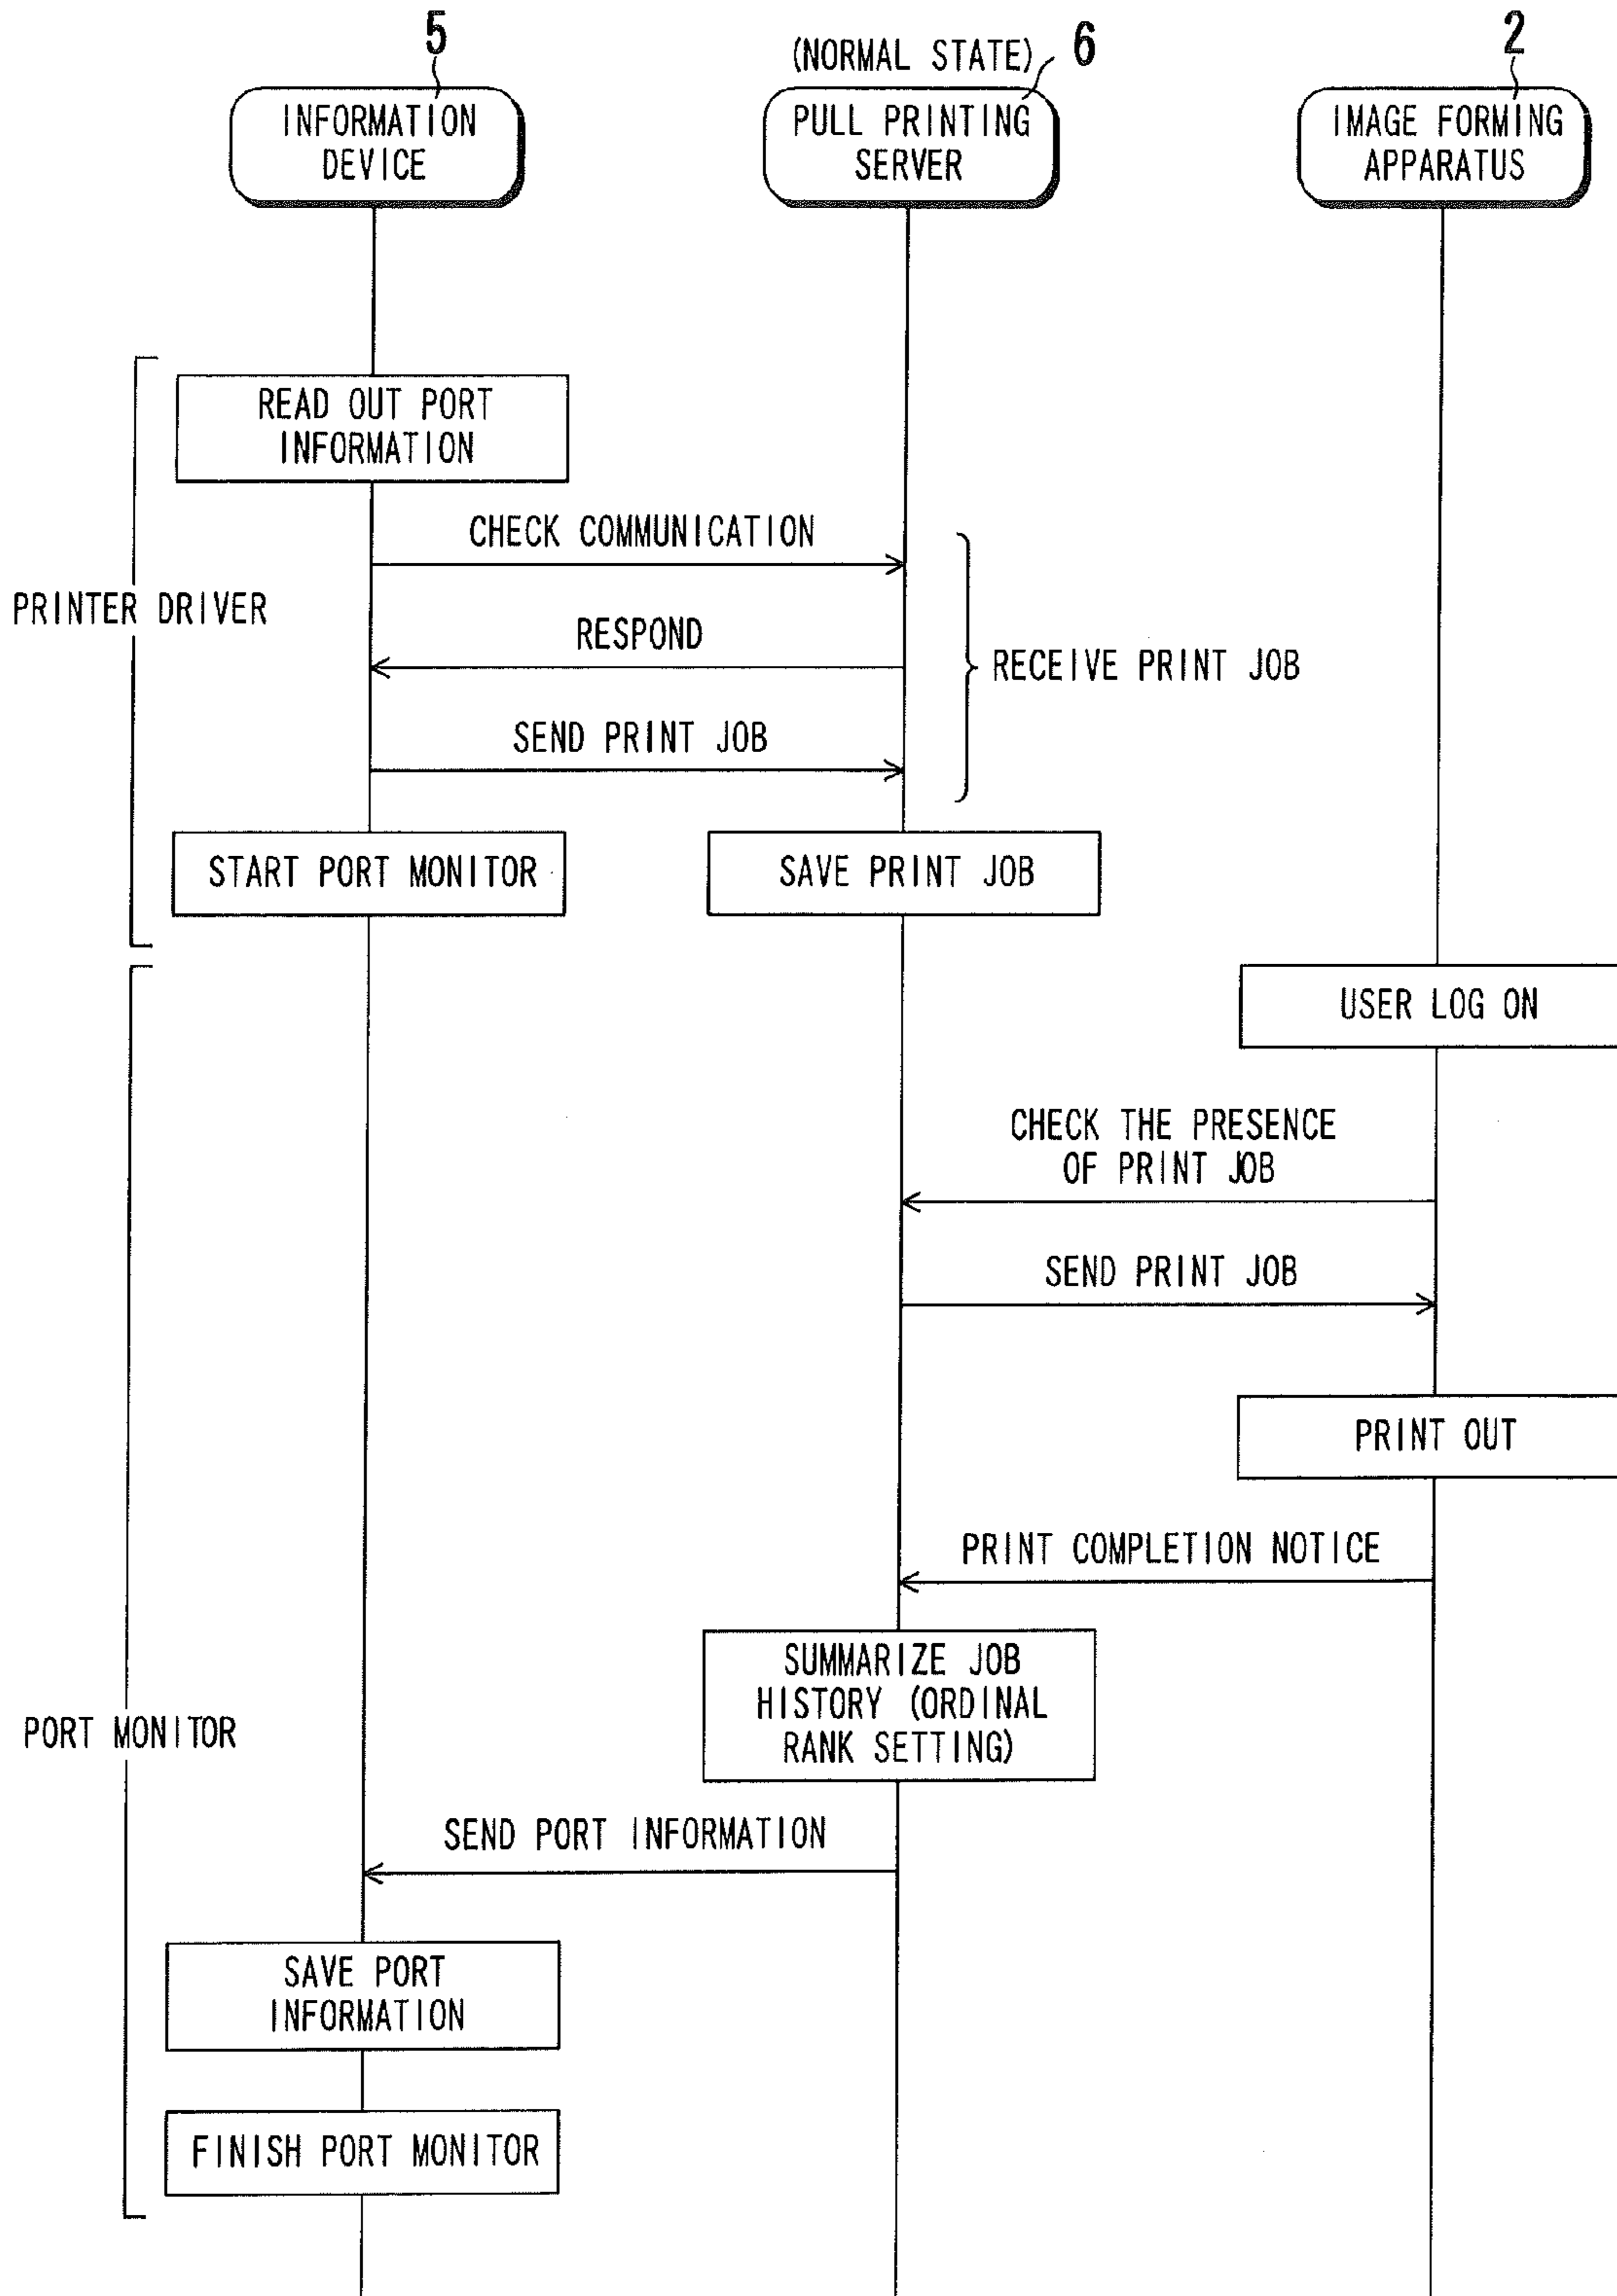 5
(NORMAL STATE) 6
2
INFORMATION
DEVICE
PULL PRINTING
SERVER
IMAGE FORMING
APPARATUS
READ OUT PORT
INFORMATION
CHECK COMMUNICATION
PRINTER DRIVER
RESPOND
RECEIVE PRINT JOB
SEND PRINT JOB
START PORT MONITOR
SAVE PRINT JOB
USER LOG ON
CHECK THE PRESENCE
OF PRINT JOB
SEND PRINT JOB
PRINT OUT
PRINT COMPLETION NOTICE
SUMMARIZE JOB
HISTORY (ORDINAL
RANK SETTING)
PORT MONITOR
SEND PORT INFORMATION
SAVE PORT
INFORMATION
FINISH PORT MONITOR